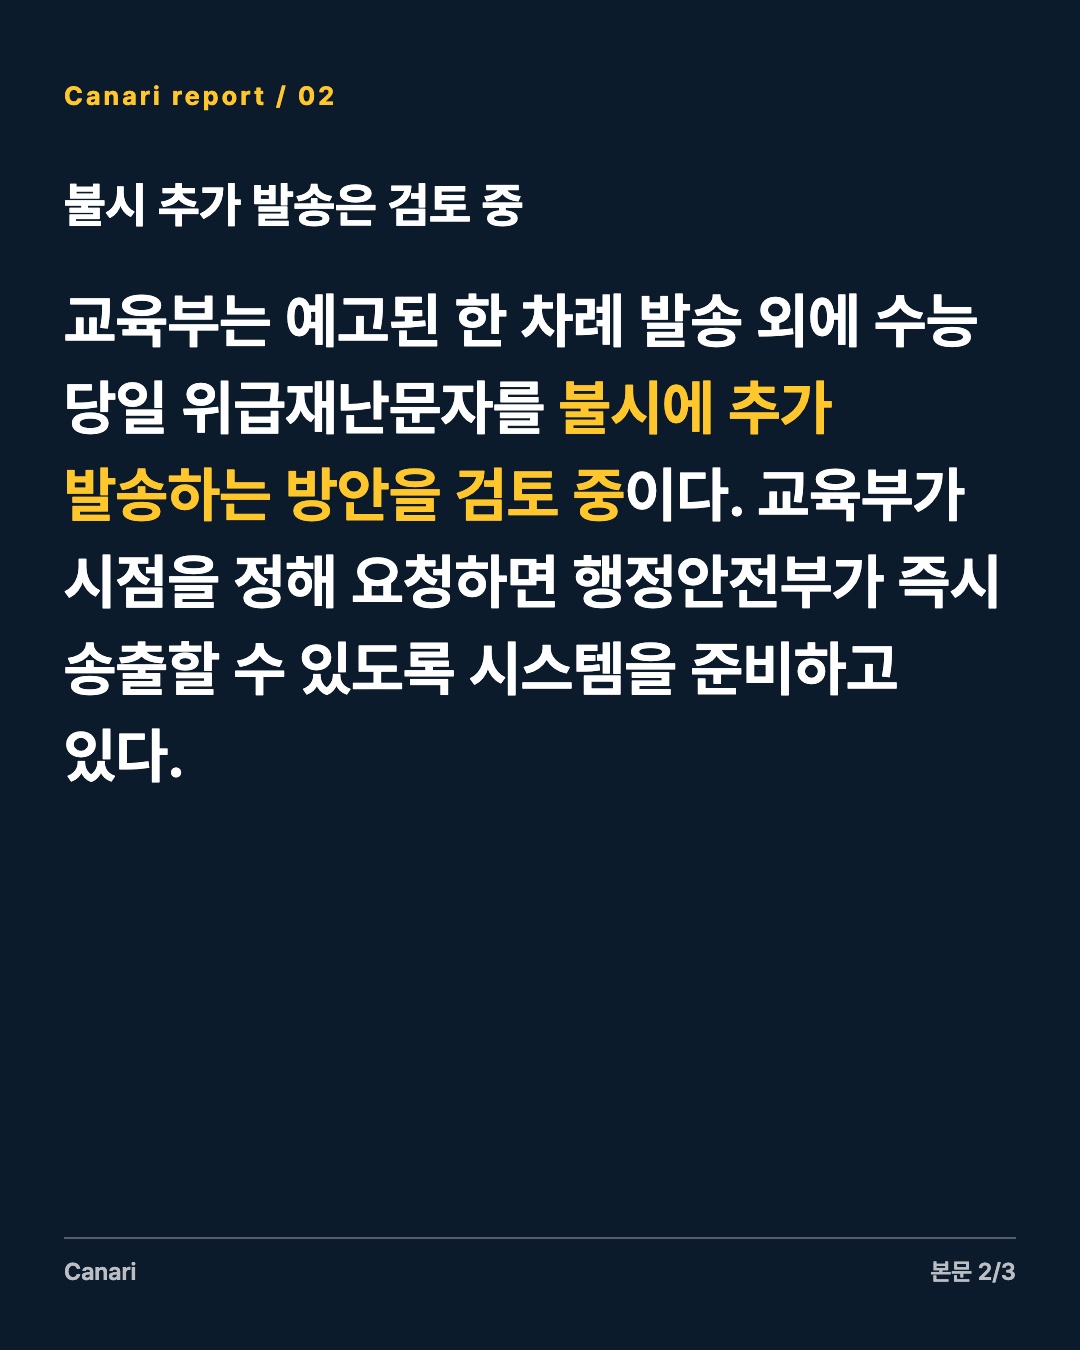 Canari report / 02
불시 추가 발송은 검토 중
교육부는 예고된 한 차례 발송 외에 수능
당일 위급재난문자를 불시에 추가
발송하는 방안을 검토 중이다. 교육부가
시점을 정해 요청하면 행정안전부가 즉시
송출할 수 있도록 시스템을 준비하고
있다.
Canari
본문 2/3